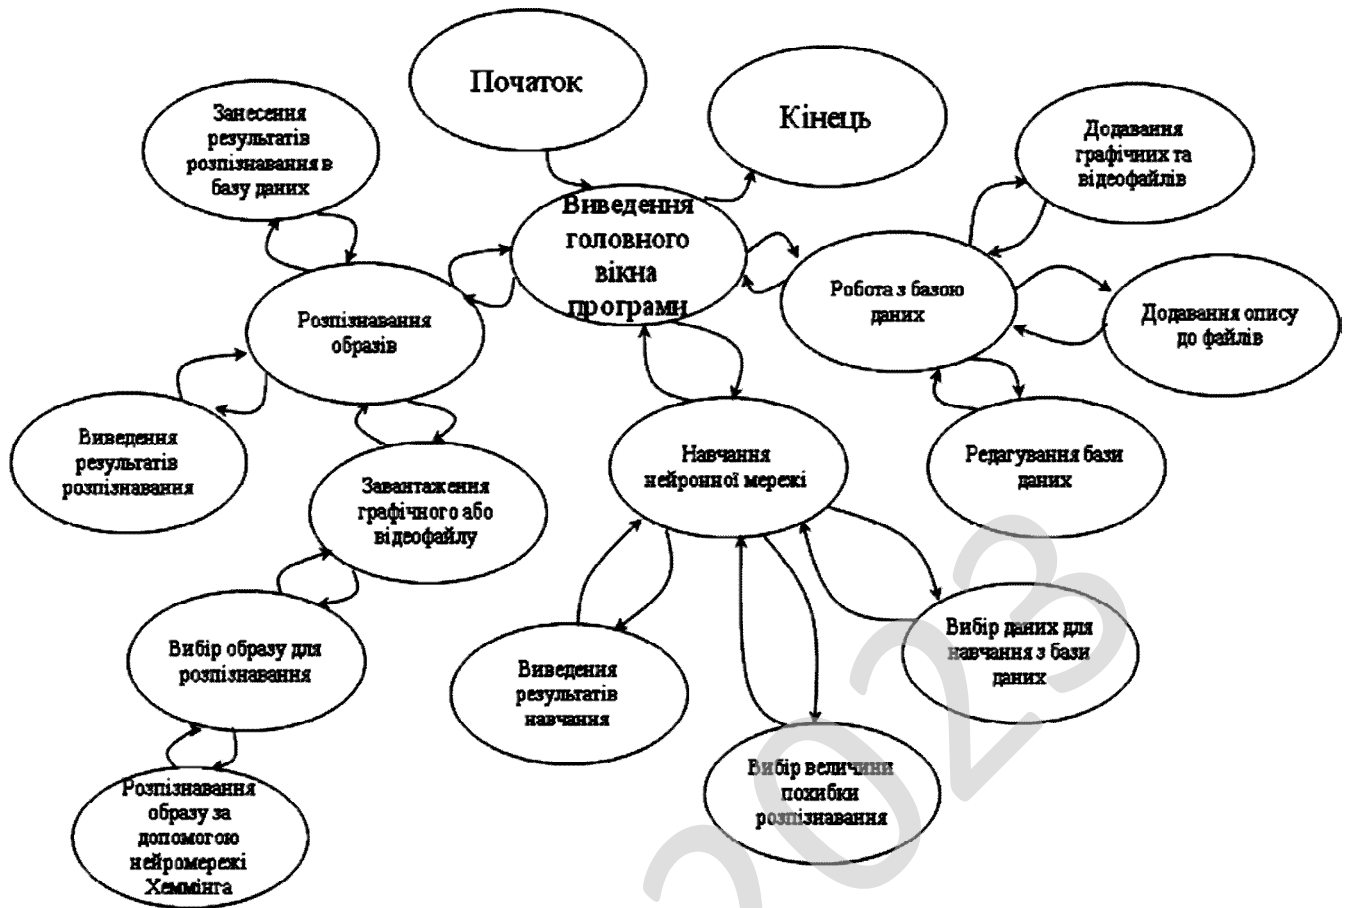 Початок
Кінець
Занесення
результатів
розпізнавання в
базу даних
Додавання
графічних та
відеофайлів
Виведення
головного
вікна
програми
Робота з базою
даних
Додавання опису
до файлів
Розпізнавання
образів
Виведення
результатів
розпізнавання
Навчання
нейронної мережі
Редагування бази
даних
Завантаження
графічного або
відеофайлу
Вибір образу для
розпізнавання
Виведення
результатів
навчання
Вибір даних для
навчання з бази
даних
Вибір величини
похибки
розпізнавання
Розпізнавання
образу за
допомогою
нейромережі
Хеммінга
2023